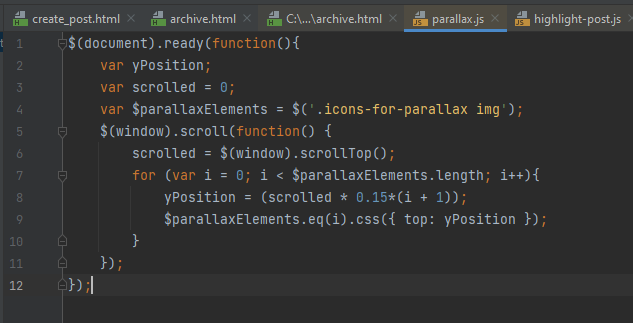 create_post.html × archive.html × C:\...\archive.html × parallax.js × highlight-post.js
1 $(document).ready(function(){
2 var yPosition;
3 var scrolled = 0;
4 var $parallaxElements = $('.icons-for-parallax img');
5 $(window).scroll(function() {
6 scrolled = $(window).scrollTop();
7 for (var i = 0; i < $parallaxElements.length; i++){
8 yPosition = (scrolled * 0.15*(i + 1));
9 $parallaxElements.eq(i).css({ top: yPosition });
10 }
11 });
12 });